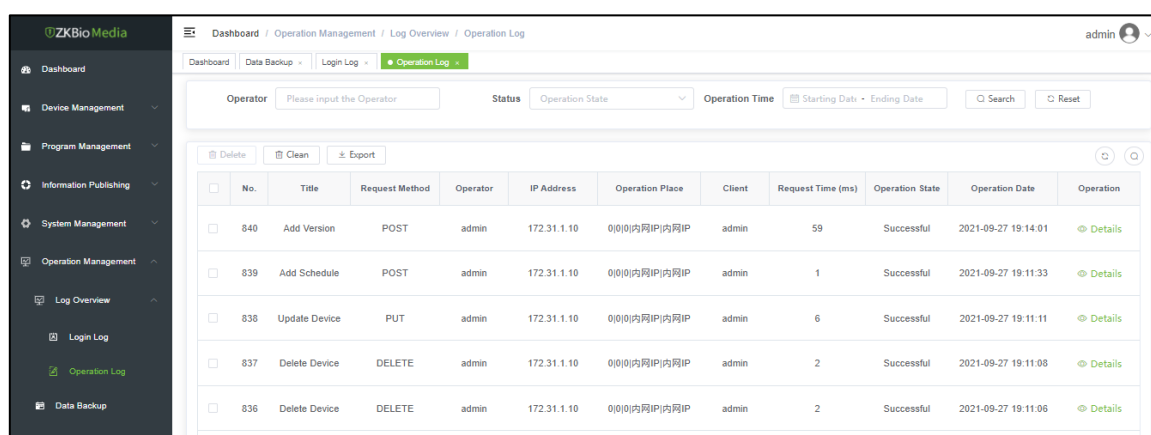 ZKBio Media
Dashboard / Operation Management / Log Overview / Operation Log
admin
Dashboard
Dashboard Data Backup × Login Log × Operation Log ×
Device Management
Operator Please input the Operator Status Operation State Operation Time Starting Date - Ending Date Search Reset
Program Management
Delete Clean Export
Information Publishing
No. Title Request Method Operator IP Address Operation Place Client Request Time (ms) Operation State Operation Date Operation
System Management
840 Add Version POST admin 172.31.1.10 0|0|0|内网IP|内网IP admin 59 Successful 2021-09-27 19:14:01 Details
Operation Management
839 Add Schedule POST admin 172.31.1.10 0|0|0|内网IP|内网IP admin 1 Successful 2021-09-27 19:11:33 Details
Log Overview
838 Update Device PUT admin 172.31.1.10 0|0|0|内网IP|内网IP admin 6 Successful 2021-09-27 19:11:11 Details
Login Log
837 Delete Device DELETE admin 172.31.1.10 0|0|0|内网IP|内网IP admin 2 Successful 2021-09-27 19:11:08 Details
Operation Log
836 Delete Device DELETE admin 172.31.1.10 0|0|0|内网IP|内网IP admin 2 Successful 2021-09-27 19:11:06 Details
Data Backup